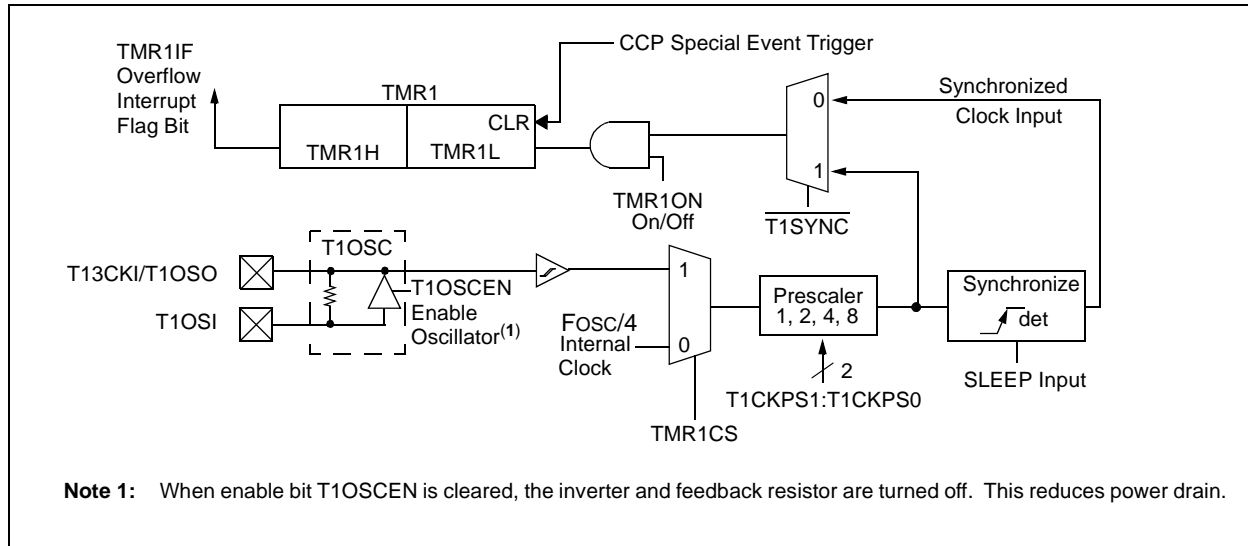 TMR1IF
Overflow
Interrupt
Flag Bit
TMR1
CCP Special Event Trigger
CLR
TMR1H
TMR1L
TMR1ON
On/Off
0
1
T1SYNC
Synchronized
Clock Input
T1OSC
T13CKI/T1OSO
T1OSI
T1OSCEN
Enable
Oscillator(1)
FOSC/4
Internal
Clock
1
0
TMR1CS
Prescaler
1, 2, 4, 8
2
T1CKPS1:T1CKPS0
Synchronize
det
SLEEP Input
Note 1: When enable bit T1OSCEN is cleared, the inverter and feedback resistor are turned off. This reduces power drain.